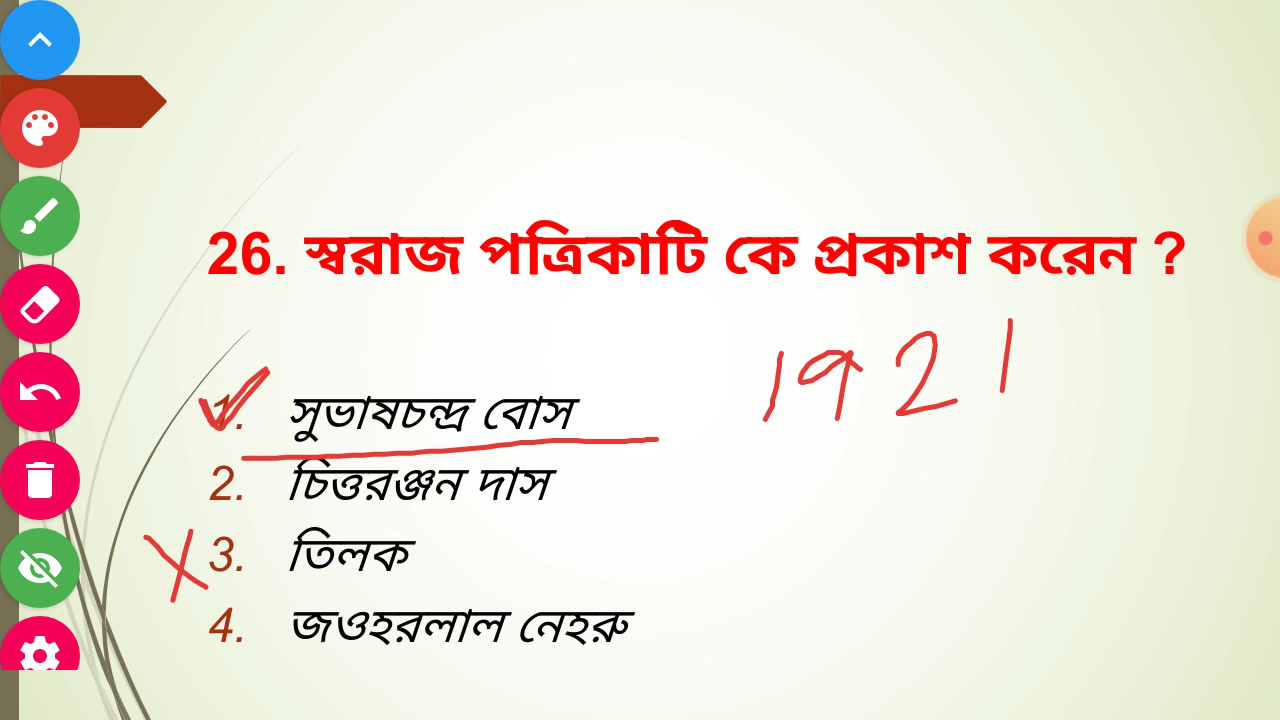 26. স্বরাজ পত্রিকাটি কে প্রকাশ করেন ?
1921
1. সুভাষচন্দ্র বোস
2. চিত্তরঞ্জন দাস
3. তিলক
4. জওহরলাল নেহরু